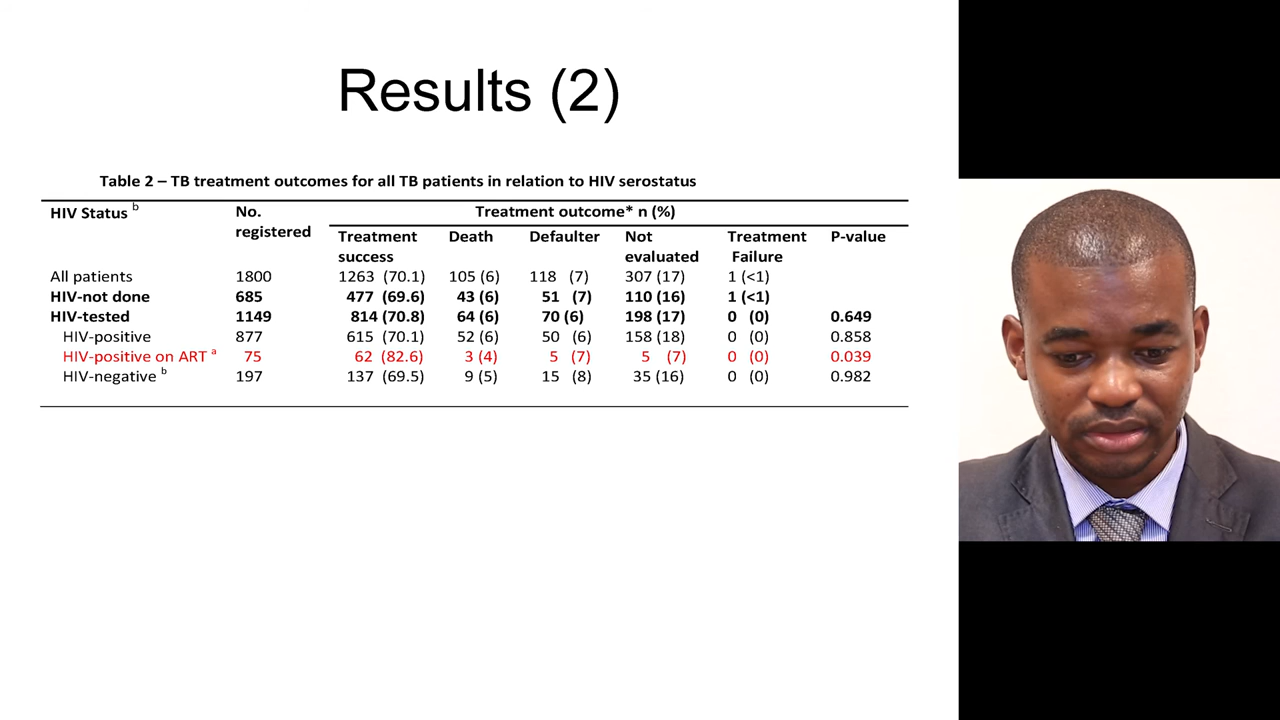 Results (2)
Table 2 – TB treatment outcomes for all TB patients in relation to HIV serostatus
HIV Status b No. registered Treatment outcome* n (%)
Treatment success Death Defaulter Not evaluated Treatment Failure P-value
All patients 1800 1263 (70.1) 105 (6) 118 (7) 307 (17) 1 (<1)
HIV-not done 685 477 (69.6) 43 (6) 51 (7) 110 (16) 1 (<1)
HIV-tested 1149 814 (70.8) 64 (6) 70 (6) 198 (17) 0 (0) 0.649
HIV-positive 877 615 (70.1) 52 (6) 50 (6) 158 (18) 0 (0) 0.858
HIV-positive on ART a 75 62 (82.6) 3 (4) 5 (7) 5 (7) 0 (0) 0.039
HIV-negative b 197 137 (69.5) 9 (5) 15 (8) 35 (16) 0 (0) 0.982